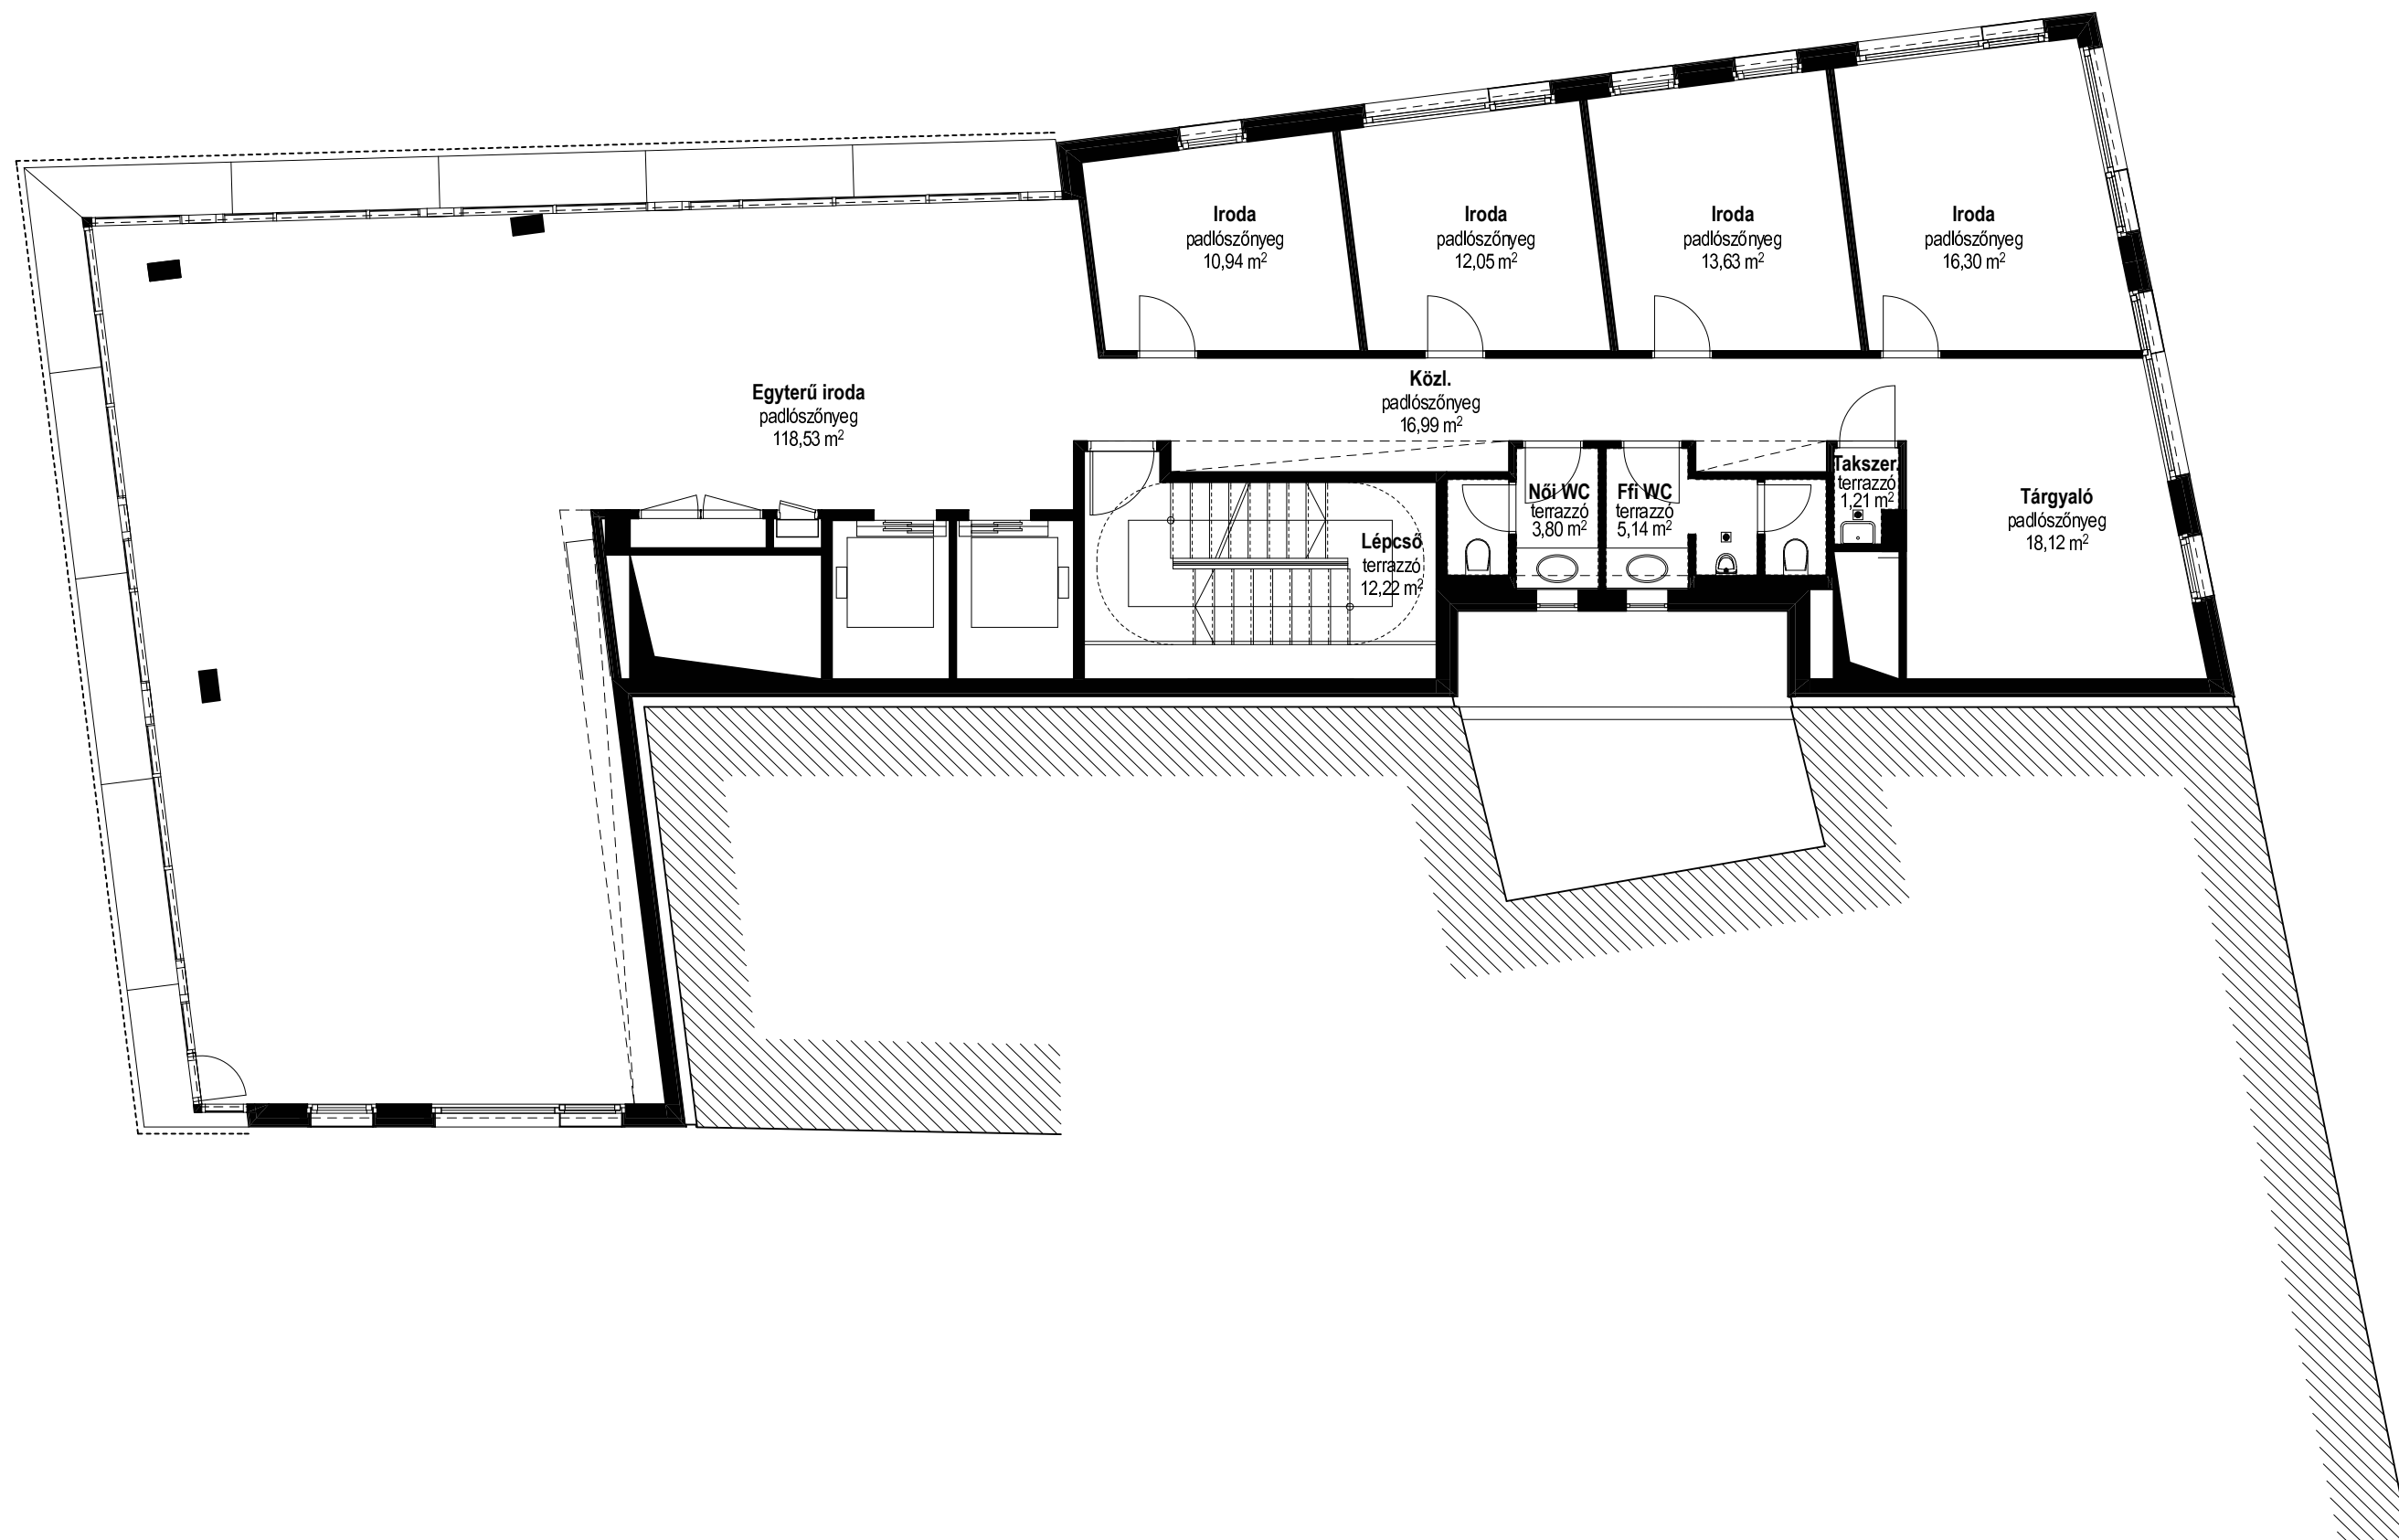 Iroda
padlószőnyeg
10,94 m²
Iroda
padlószőnyeg
12,05 m²
Iroda
padlószőnyeg
13,63 m²
Iroda
padlószőnyeg
16,30 m²
Egyterű iroda
padlószőnyeg
118,53 m²
Közl.
padlószőnyeg
16,99 m²
Lépcső
terrazzó
12,22 m²
Női WC
terrazzó
3,80 m²
Ffi WC
terrazzó
5,14 m²
Takszer.
terrazzó
1,21 m²
Tárgyaló
padlószőnyeg
18,12 m²